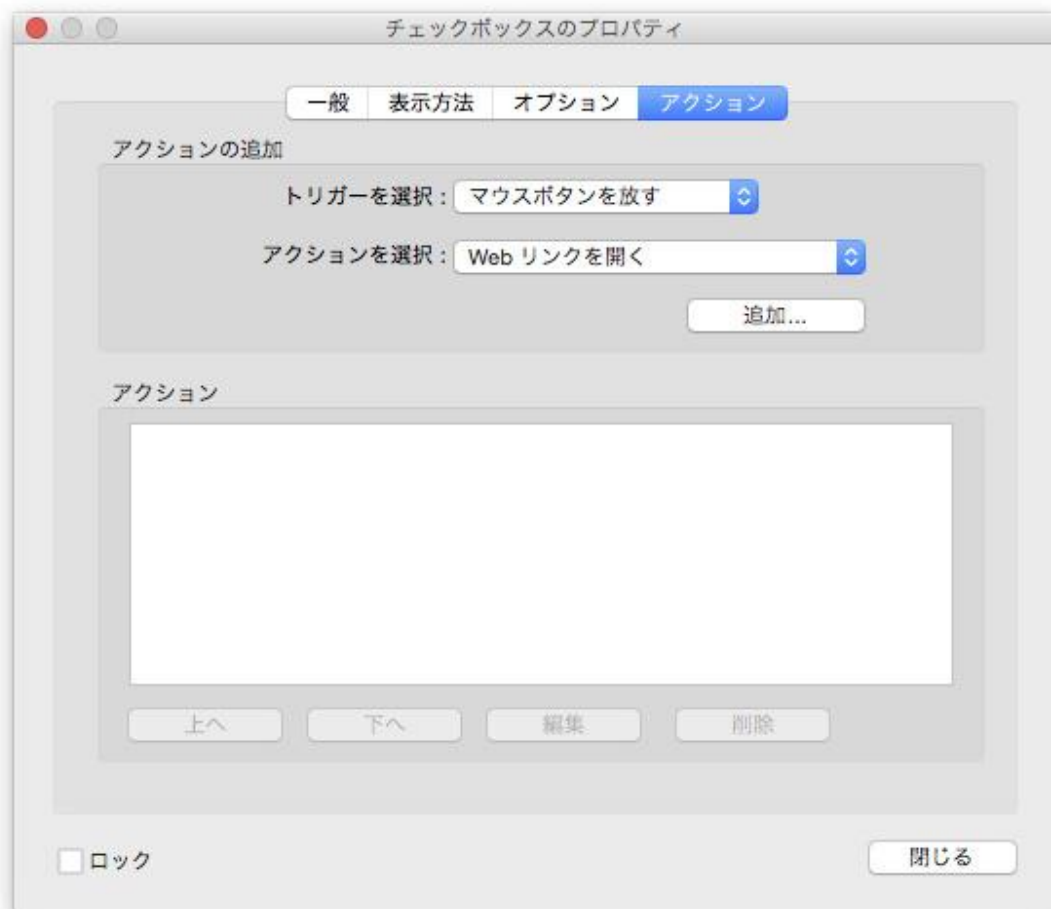 チェックボックスのプロパティ
一般 表示方法 オプション アクション
アクションの追加
トリガーを選択： マウスボタンを放す
アクションを選択： Web リンクを開く
追加...
アクション
上へ 下へ 編集 削除
ロック 閉じる